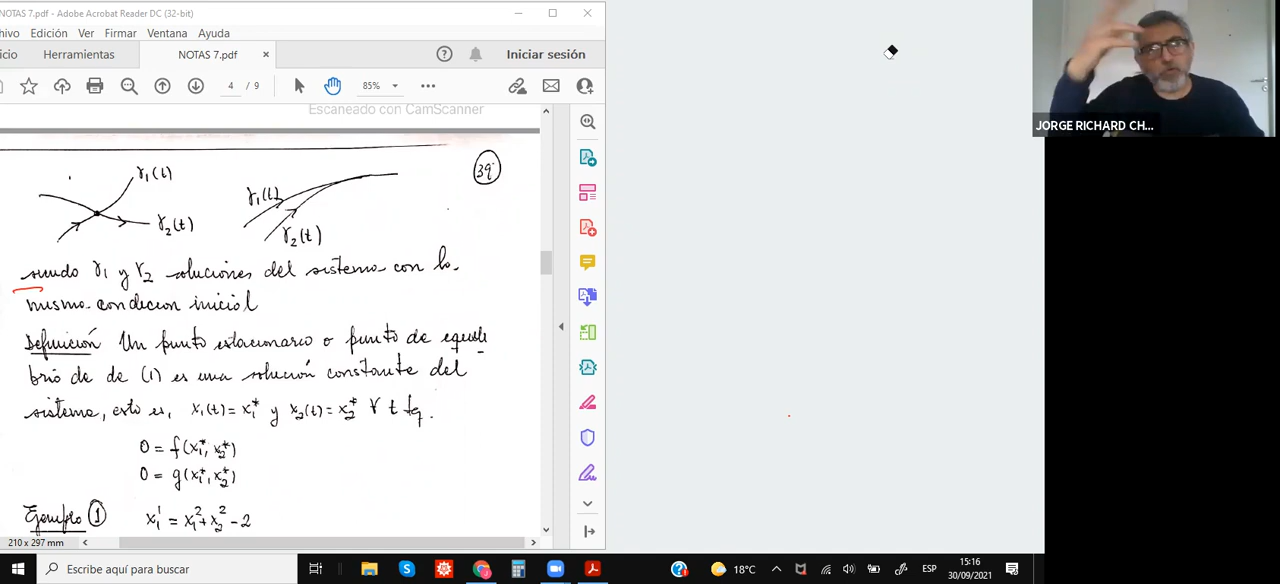 NOTAS 7.pdf - Adobe Acrobat Reader DC (32-bit)
hivo Edición Ver Firmar Ventana Ayuda
icio Herramientas NOTAS 7.pdf × Iniciar sesión
4 / 9 85%
Escaneado con CamScanner
39
γ1(t)
γ2(t)
γ1(t)
γ2(t)
siendo γ1 y γ2 soluciones del sistema con la
misma condicion inicial
Definición Un punto estacionario o punto de equili
brio de de (1) es una solución constante del
sistema, esto es, x1(t) = x1* y x2(t) = x2* ∀ t tq.
0 = f(x1*, x2*)
0 = g(x1*, x2*)
Ejemplo 1 x1' = x1² + x2² - 2
210 x 297 mm
JORGE RICHARD CH...
Escribe aquí para buscar
18°C ESP 15:16
30/09/2021